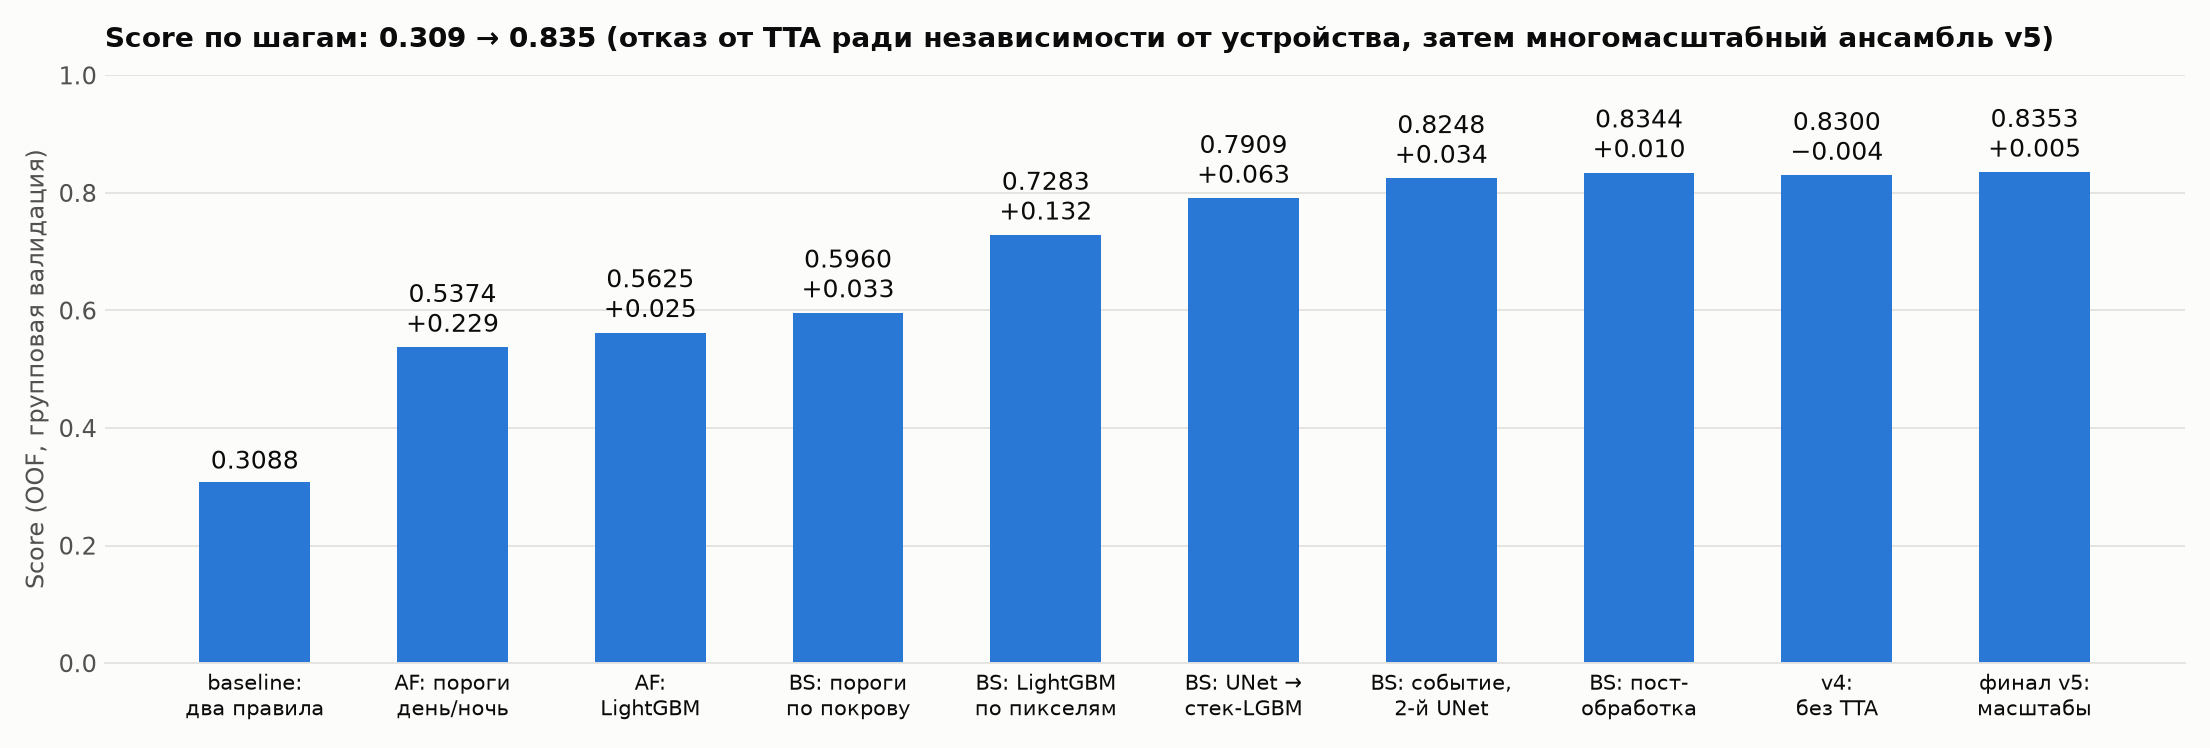 Score по шагам: 0.309 → 0.835 (отказ от TTA ради независимости от устройства, затем многомасштабный ансамбль v5)
Score (OOF, групповая валидация)
1.0
0.8
0.6
0.4
0.2
0.0
0.3088
0.5374
+0.229
0.5625
+0.025
0.5960
+0.033
0.7283
+0.132
0.7909
+0.063
0.8248
+0.034
0.8344
+0.010
0.8300
−0.004
0.8353
+0.005
baseline:
два правила
AF: пороги
день/ночь
AF:
LightGBM
BS: пороги
по покрову
BS: LightGBM
по пикселям
BS: UNet →
стек-LGBM
BS: событие,
2-й UNet
BS: пост-
обработка
v4:
без TTA
финал v5:
масштабы